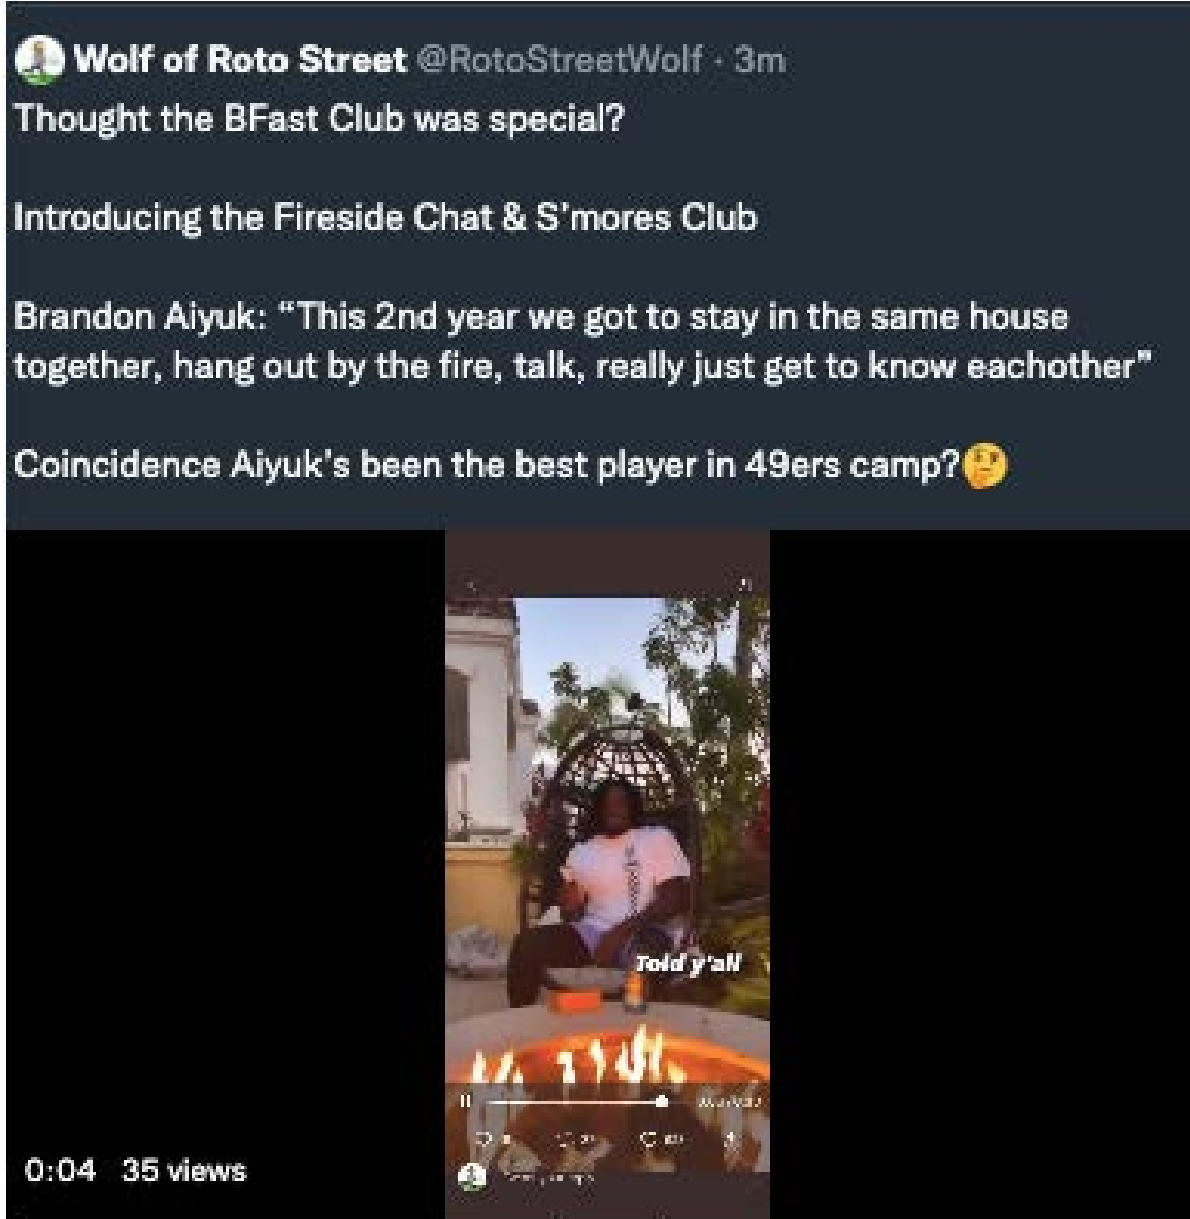 Wolf of Roto Street @RotoStreetWolf · 3m
Thought the BFast Club was special?
Introducing the Fireside Chat & S'mores Club
Brandon Aiyuk: “This 2nd year we got to stay in the same house
together, hang out by the fire, talk, really just get to know eachother”
Coincidence Aiyuk's been the best player in 49ers camp?🤔
Told y'all
0:04 35 views